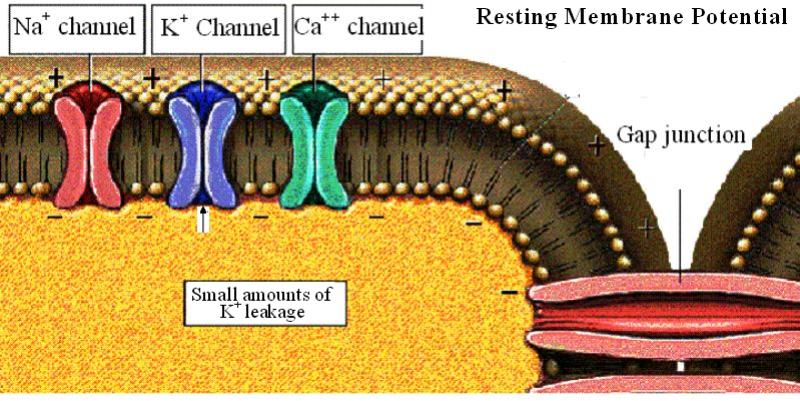 Resting Membrane Potential
Na⁺ channel
K⁺ Channel
Ca⁺⁺ channel
Gap junction
Small amounts of
K⁺ leakage